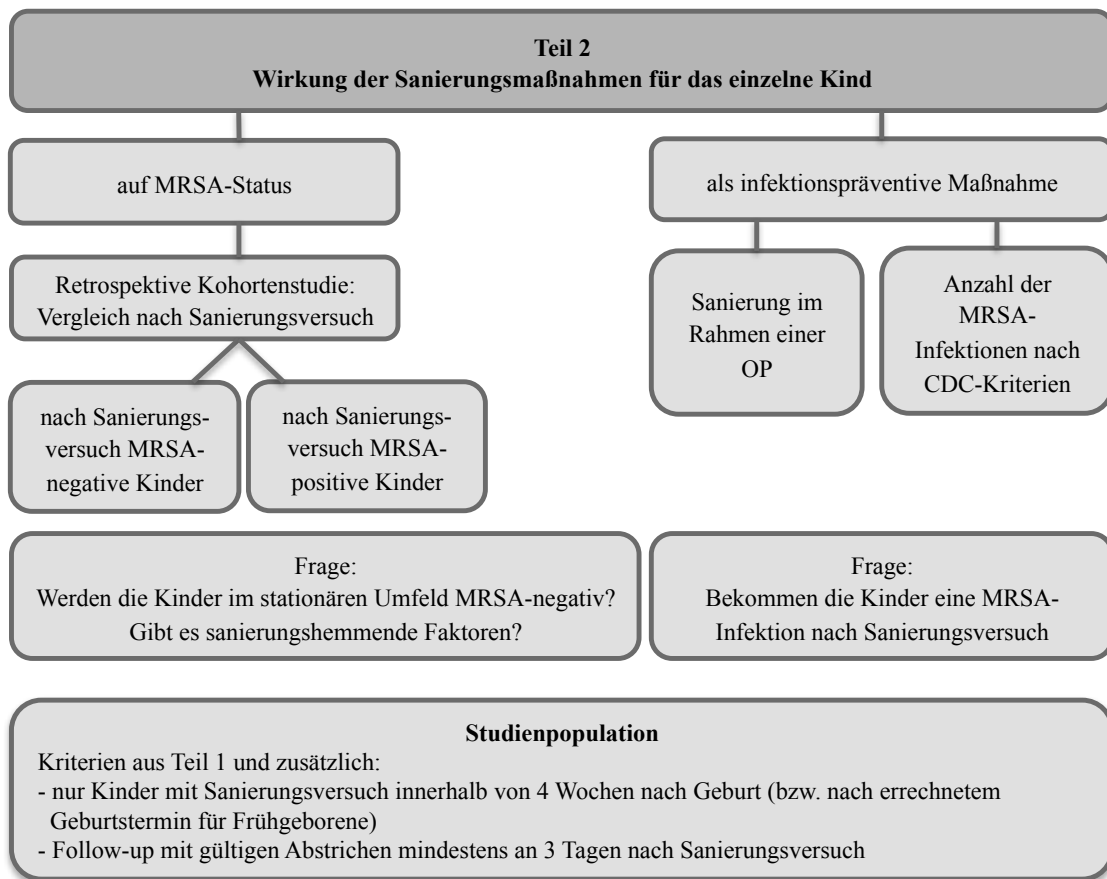 Teil 2
Wirkung der Sanierungsmaßnahmen für das einzelne Kind
auf MRSA-Status
als infektionspräventive Maßnahme
Retrospektive Kohortenstudie:
Vergleich nach Sanierungsversuch
Sanierung im
Rahmen einer
OP
Anzahl der
MRSA-
Infektionen nach
CDC-Kriterien
nach Sanierungs-
versuch MRSA-
negative Kinder
nach Sanierungs-
versuch MRSA-
positive Kinder
Frage:
Werden die Kinder im stationären Umfeld MRSA-negativ?
Gibt es sanierungshemmende Faktoren?
Frage:
Bekommen die Kinder eine MRSA-
Infektion nach Sanierungsversuch
Studienpopulation
Kriterien aus Teil 1 und zusätzlich:
- nur Kinder mit Sanierungsversuch innerhalb von 4 Wochen nach Geburt (bzw. nach errechnetem
Geburtstermin für Frühgeborene)
- Follow-up mit gültigen Abstrichen mindestens an 3 Tagen nach Sanierungsversuch